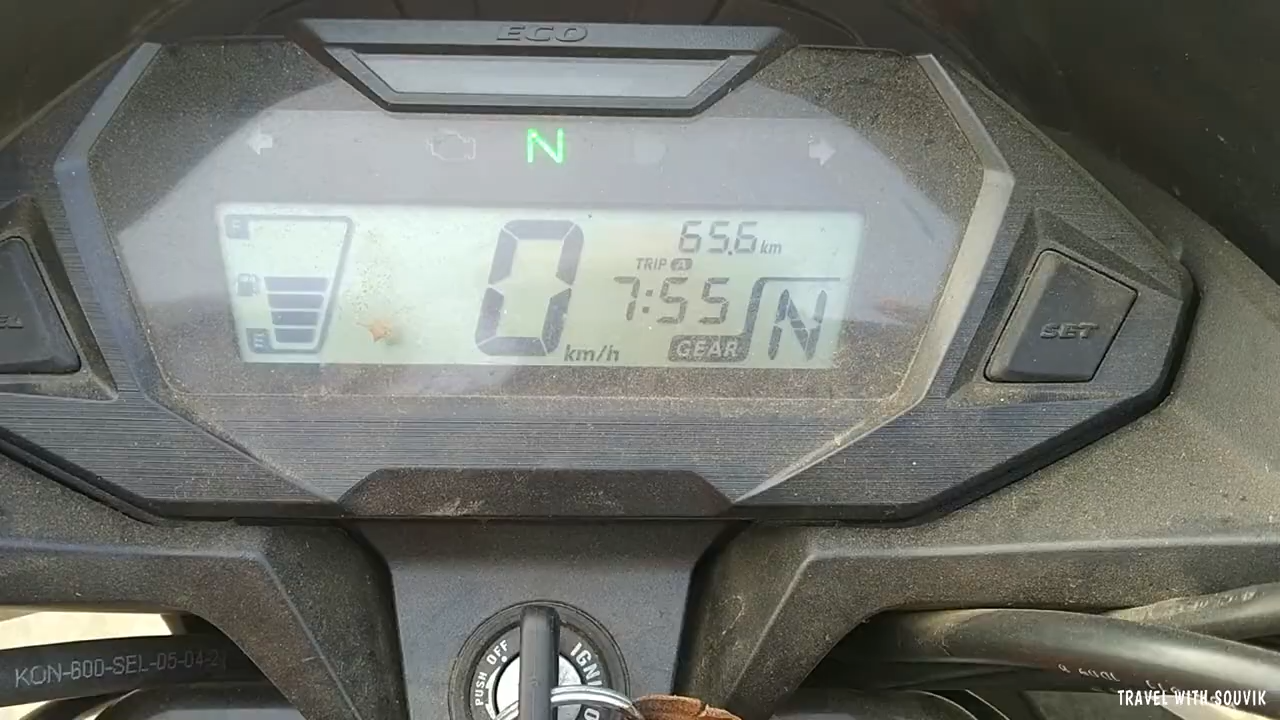 ECO
N
F
65.6 km
TRIP A
0 km/h
7:55
E
GEAR N
SET
PUSH OFF
IGN
KON-600-SEL-05-04-21
TRAVEL WITH SOUVIK